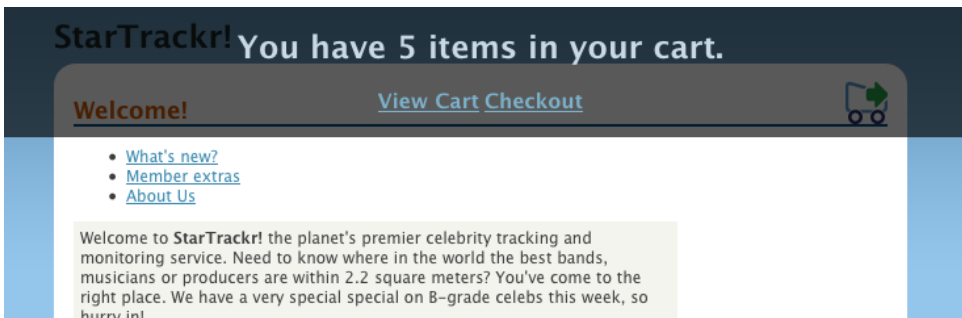 StarTrackr!
You have 5 items in your cart.
View Cart Checkout
Welcome!
What's new?
Member extras
About Us
Welcome to StarTrackr! the planet's premier celebrity tracking and
monitoring service. Need to know where in the world the best bands,
musicians or producers are within 2.2 square meters? You've come to the
right place. We have a very special special on B-grade celebs this week, so
hurry in!